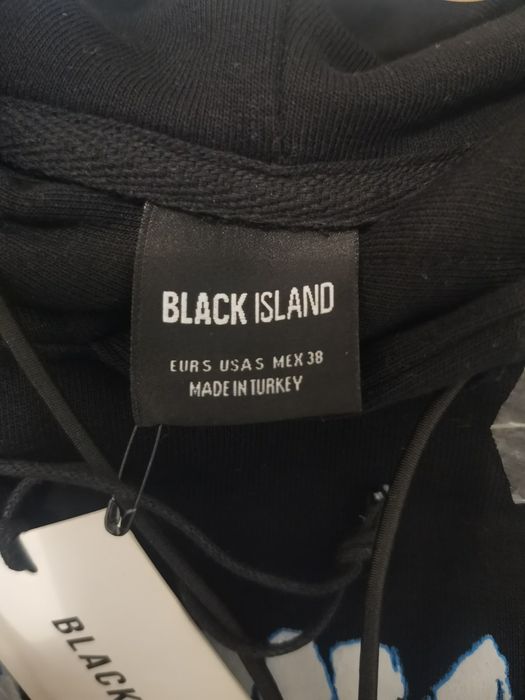 BLACK ISLAND
EUR S USA S MEX 38
MADE IN TURKEY
BLACK